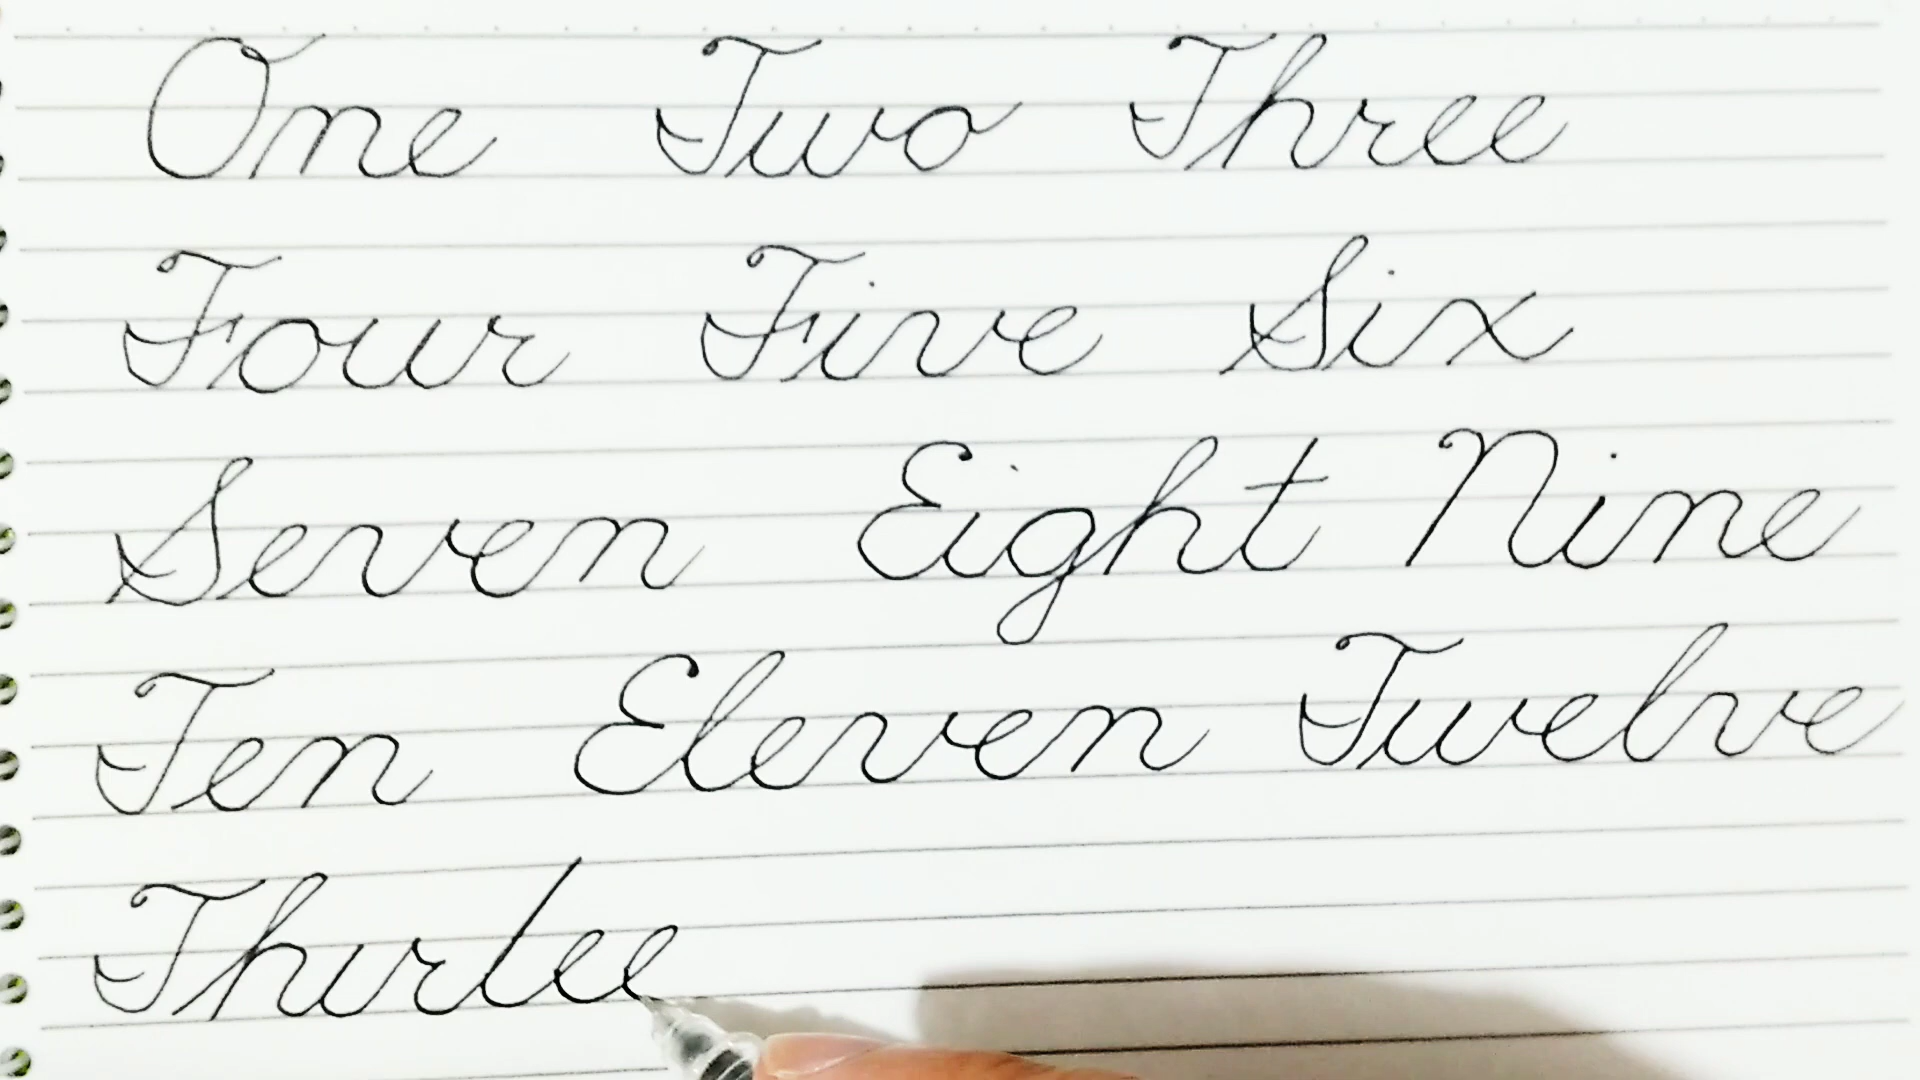 One Two Three
Four Five Six
Seven Eight Nine
Ten Eleven Twelve
Thirtee